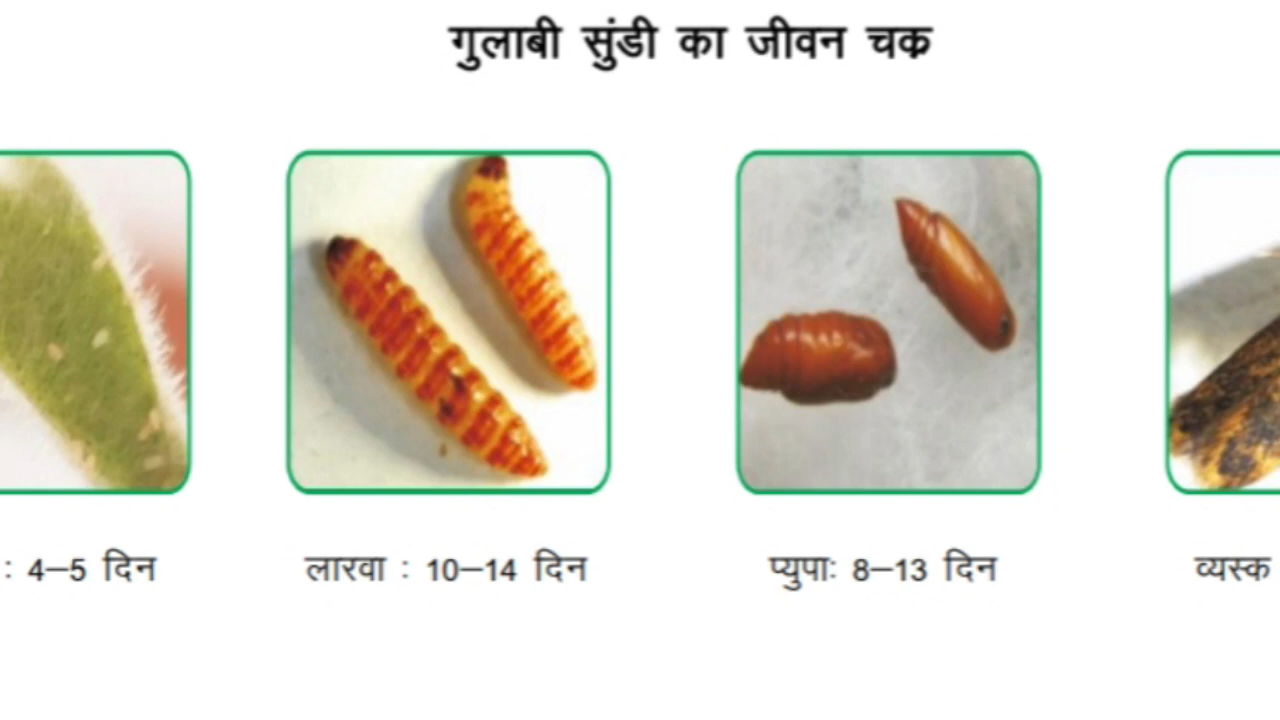 गुलाबी सुंडी का जीवन चक्र
: 4–5 दिन
लारवा : 10–14 दिन
प्युपाः 8–13 दिन
व्यस्क